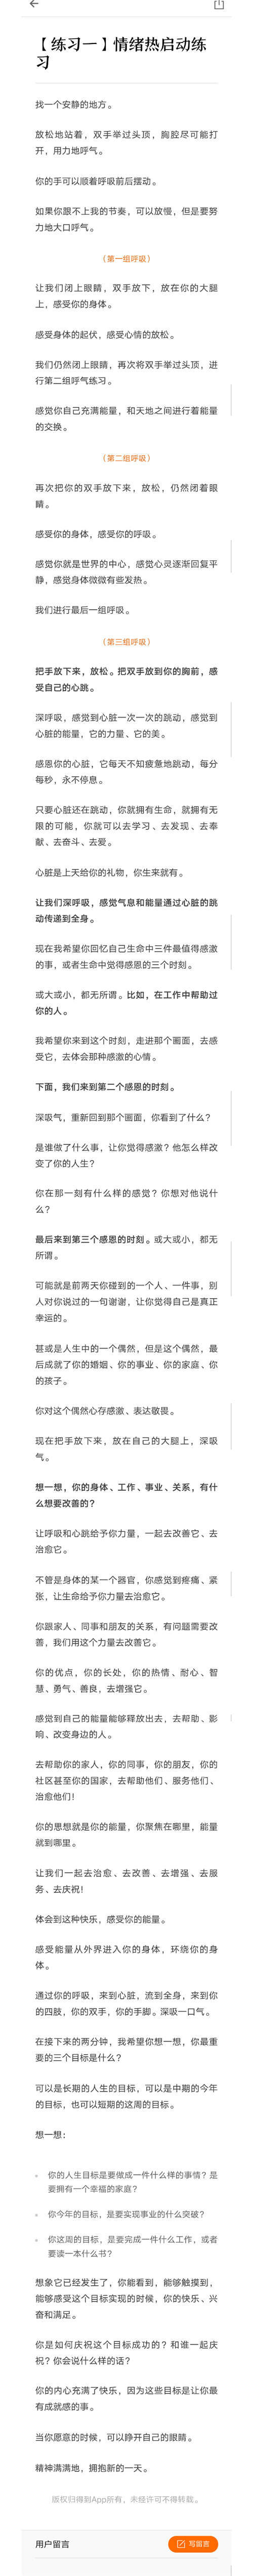 【练习一】情绪热启动练
习
找一个安静的地方。
放松地站着，双手举过头顶，胸腔尽可能打
开，用力地呼气。
你的手可以顺着呼吸前后摆动。
如果你跟不上我的节奏，可以放慢，但是要努
力地大口呼气。
（第一组呼吸）
让我们闭上眼睛，双手放下，放在你的大腿
上，感受你的身体。
感受身体的起伏，感受心情的放松。
我们仍然闭上眼睛，再次将双手举过头顶，进
行第二组呼气练习。
感觉你自己充满能量，和天地之间进行着能量
的交换。
（第二组呼吸）
再次把你的双手放下来，放松，仍然闭着眼
睛。
感受你的身体，感受你的呼吸。
感觉你就是世界的中心，感觉心灵逐渐回复平
静，感觉身体微微有些发热。
我们进行最后一组呼吸。
（第三组呼吸）
把手放下来，放松。把双手放到你的胸前，感
受自己的心跳。
深呼吸，感觉到心脏一次一次的跳动，感觉到
心脏的能量，它的力量、它的美。
感恩你的心脏，它每天不知疲惫地跳动，每分
每秒，永不停息。
只要心脏还在跳动，你就拥有生命，就拥有无
限的可能，你就可以去学习、去发现、去奉
献、去奋斗、去爱。
心脏是上天给你的礼物，你生来就有。
让我们深呼吸，感觉气息和能量通过心脏的跳
动传递到全身。
现在我希望你回忆自己生命中三件最值得感激
的事，或者生命中觉得感恩的三个时刻。
或大或小，都无所谓。比如，在工作中帮助过
你的人。
我希望你来到这个时刻，走进那个画面，去感
受它，去体会那种感激的心情。
下面，我们来到第二个感恩的时刻。
深吸气，重新回到那个画面，你看到了什么？
是谁做了什么事，让你觉得感激？他怎么样改
变了你的人生？
你在那一刻有什么样的感觉？你想对他说什
么？
最后来到第三个感恩的时刻。或大或小，都无
所谓。
可能就是前两天你碰到的一个人、一件事，别
人对你说过的一句谢谢，让你觉得自己是真正
幸运的。
甚或是人生中的一个偶然，但是这个偶然，最
后成就了你的婚姻、你的事业、你的家庭、你
的孩子。
你对这个偶然心存感激、表达敬畏。
现在把手放下来，放在自己的大腿上，深吸
气。
想一想，你的身体、工作、事业、关系，有什
么想要改善的？
让呼吸和心跳给予你力量，一起去改善它、去
治愈它。
不管是身体的某一个器官，你感觉到疼痛、紧
张，让生命给予你力量去治愈它。
你跟家人、同事和朋友的关系，有问题需要改
善，我们用这个力量去改善它。
你的优点，你的长处，你的热情、耐心、智
慧、勇气、善良，去增强它。
感觉到自己的能量能够释放出去，去帮助、影
响、改变身边的人。
去帮助你的家人，你的同事，你的朋友，你的
社区甚至你的国家，去帮助他们、服务他们、
治愈他们！
你的思想就是你的能量，你聚焦在哪里，能量
就到哪里。
让我们一起去治愈、去改善、去增强、去服
务、去庆祝！
体会到这种快乐，感受你的能量。
感受能量从外界进入你的身体，环绕你的身
体。
通过你的呼吸，来到心脏，流到全身，来到你
的四肢，你的双手，你的手脚。深吸一口气。
在接下来的两分钟，我希望你想一想，你最重
要的三个目标是什么？
可以是长期的人生的目标，可以是中期的今年
的目标，也可以短期的这周的目标。
想一想：
你的人生目标是要做成一件什么样的事情？是
要拥有一个幸福的家庭？
你今年的目标，是要实现事业的什么突破？
你这周的目标，是要完成一件什么工作，或者
要读一本什么书？
想象它已经发生了，你能看到，能够触摸到，
能够感受这个目标实现的时候，你的快乐、兴
奋和满足。
你是如何庆祝这个目标成功的？和谁一起庆
祝？你会说什么样的话？
你的内心充满了快乐，因为这些目标是让你最
有成就感的事。
当你愿意的时候，可以睁开自己的眼睛。
精神满满地，拥抱新的一天。
版权归得到App所有，未经许可不得转载。
用户留言
写留言